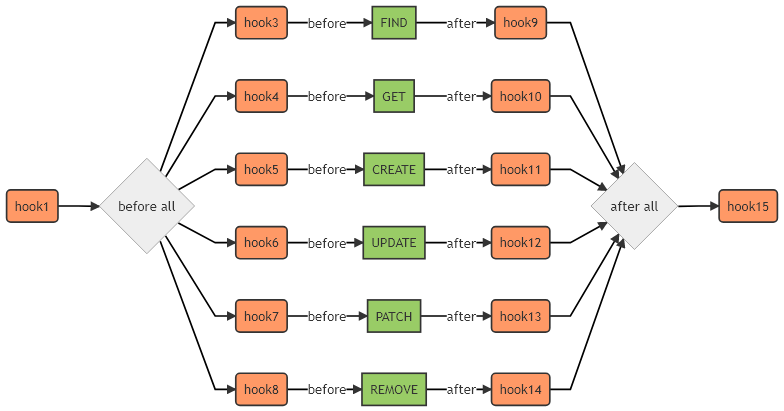 hook3 before FIND after hook9
hook4 before GET after hook10
hook5 before CREATE after hook11
hook1 before all after all hook15
hook6 before UPDATE after hook12
hook7 before PATCH after hook13
hook8 before REMOVE after hook14